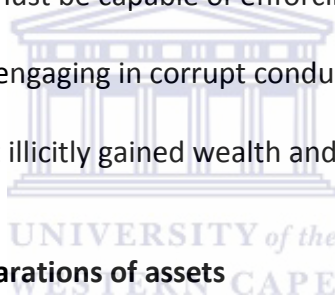 must be capable of enforci
engaging in corrupt condu
illicitly gained wealth and
UNIVERSITY of the
arations of assets
WESTERN CAPE